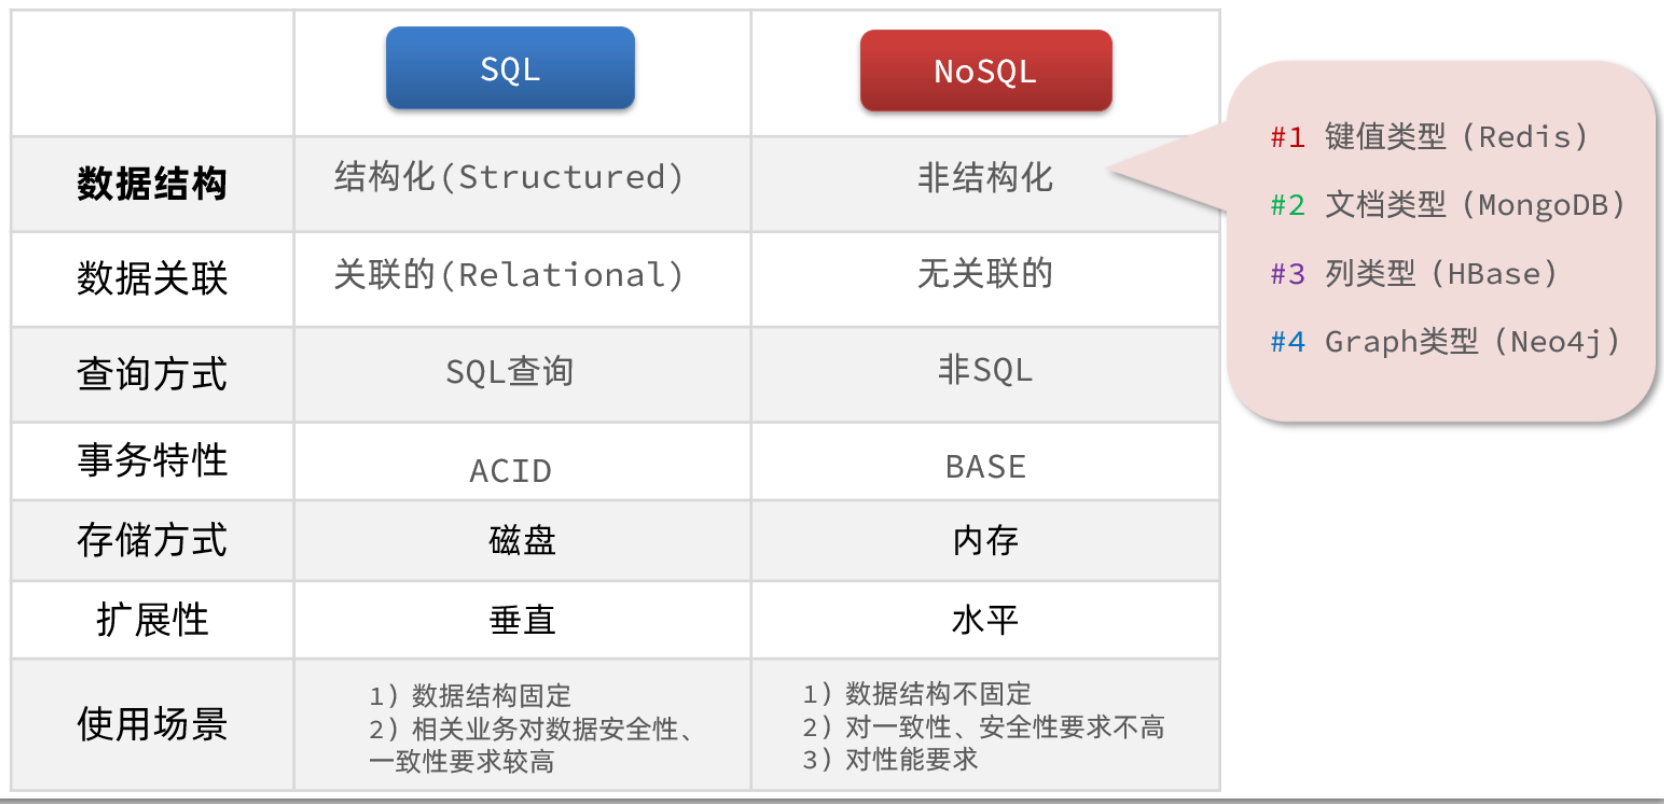 SQL
NoSQL
数据结构
结构化(Structured)
非结构化
#1 键值类型（Redis）
#2 文档类型（MongoDB）
#3 列类型（HBase）
#4 Graph类型（Neo4j）
数据关联
关联的(Relational)
无关联的
查询方式
SQL查询
非SQL
事务特性
ACID
BASE
存储方式
磁盘
内存
扩展性
垂直
水平
使用场景
1）数据结构固定
2）相关业务对数据安全性、
一致性要求较高
1）数据结构不固定
2）对一致性、安全性要求不高
3）对性能要求